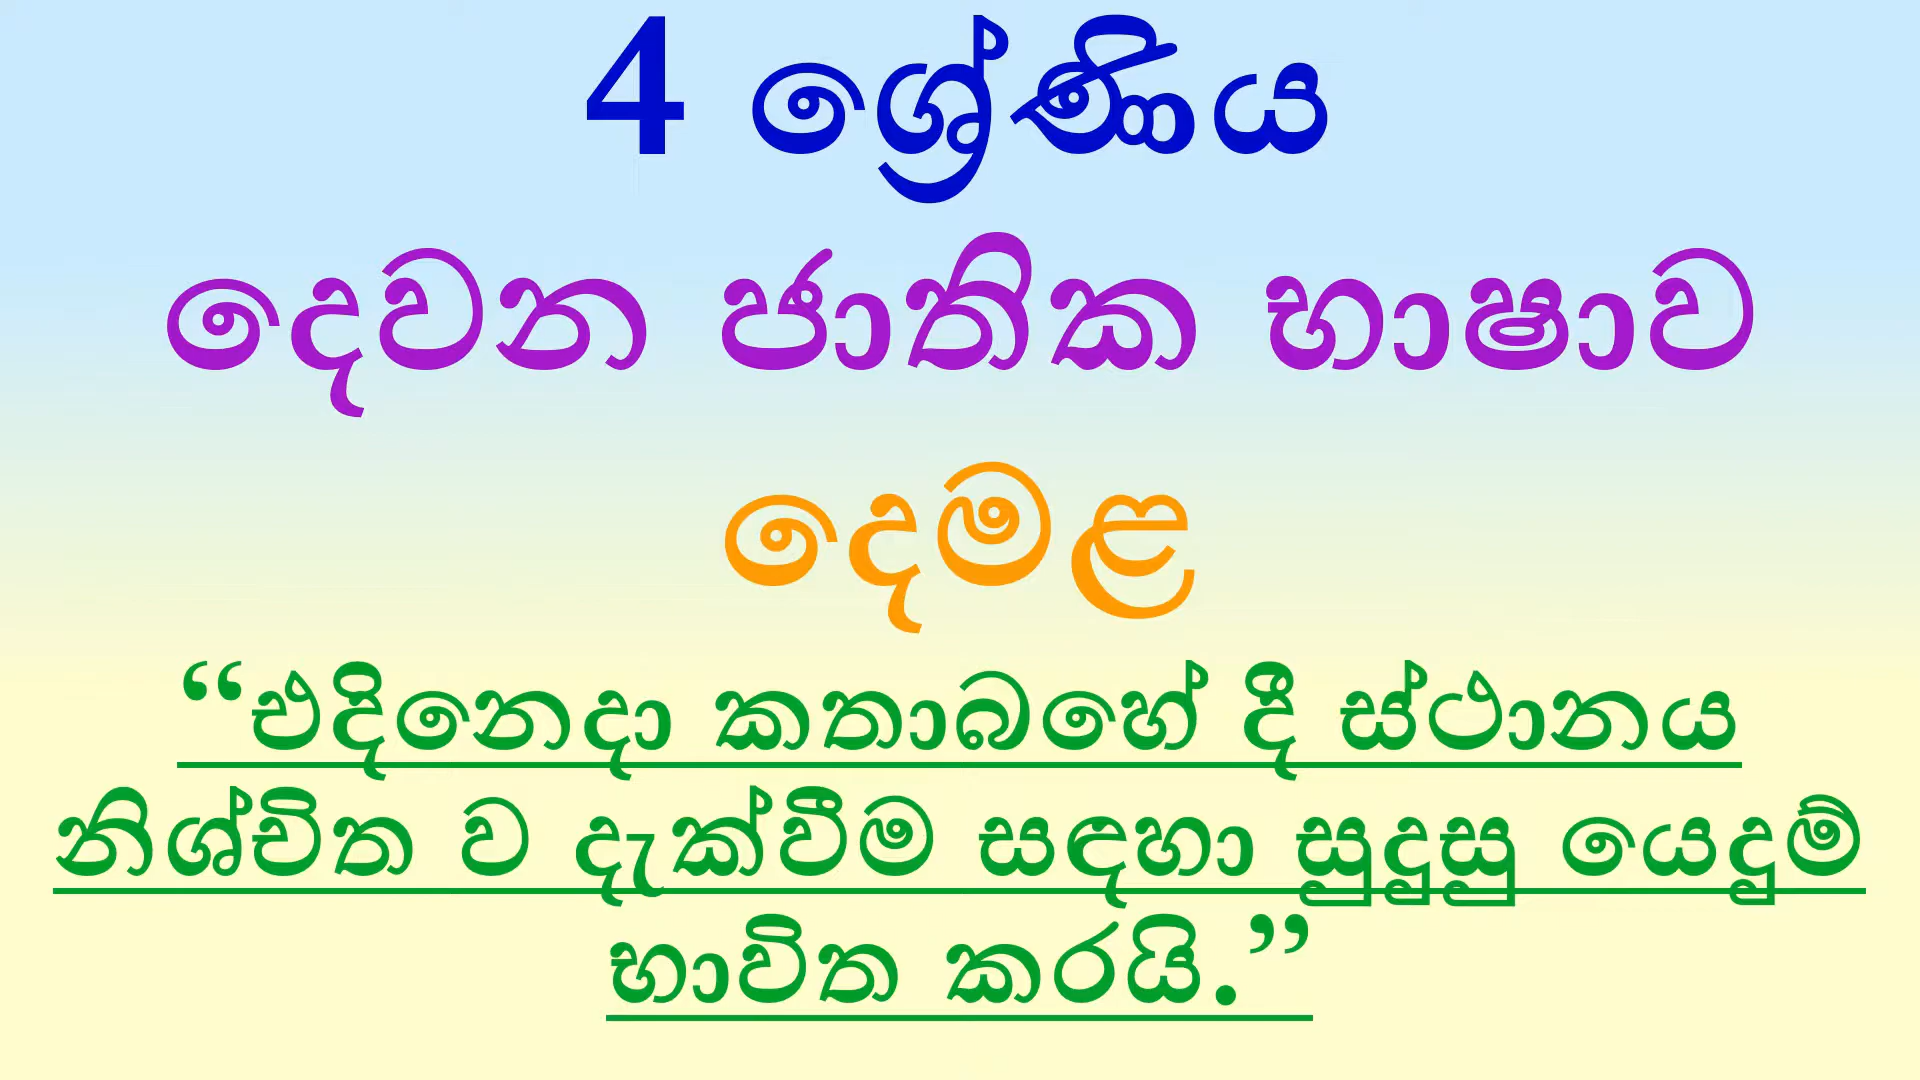 4 ශ්‍රේණිය
දෙවන ජාතික භාෂාව
දෙමළ
“එදිනෙදා කතාබහේ දී ස්ථානය
නිශ්චිත ව දැක්වීම සඳහා සුදුසු යෙදුම්
භාවිත කරයි.”